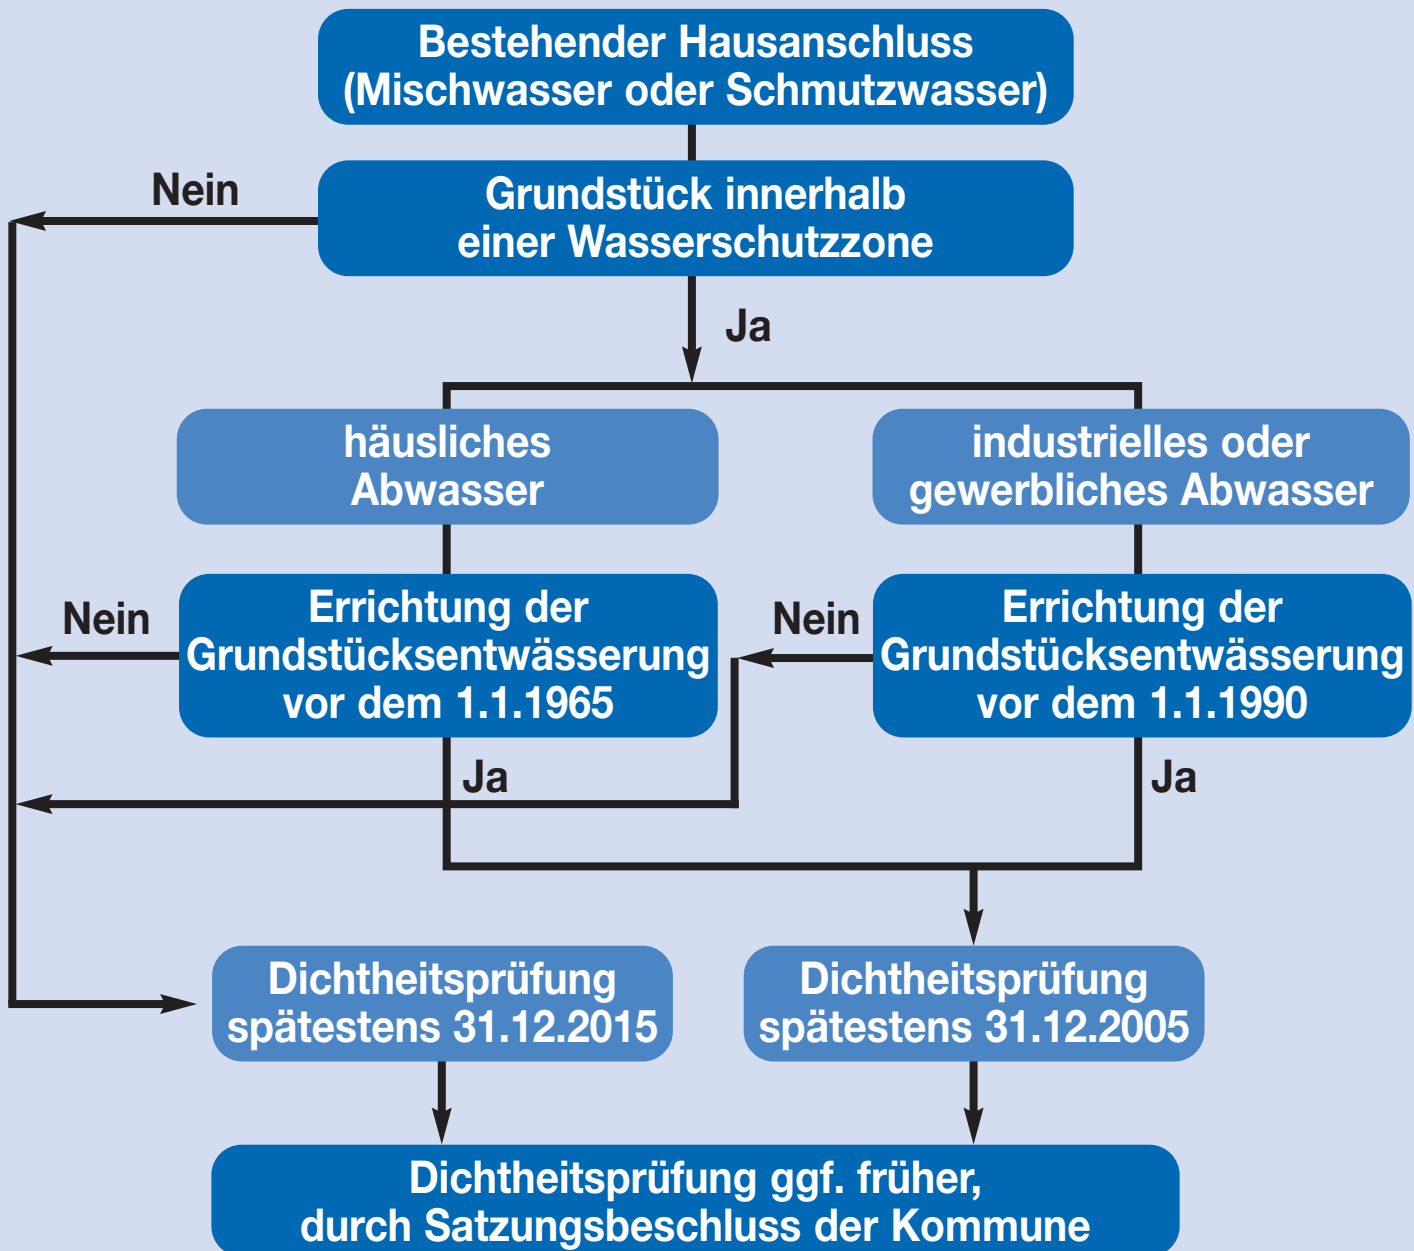 Bestehender Hausanschluss
(Mischwasser oder Schmutzwasser)
Nein
Grundstück innerhalb
einer Wasserschutzzone
Ja
häusliches
Abwasser
industrielles oder
gewerbliches Abwasser
Nein
Errichtung der
Grundstücksentwässerung
vor dem 1.1.1965
Nein
Errichtung der
Grundstücksentwässerung
vor dem 1.1.1990
Ja
Ja
Dichtheitsprüfung
spätestens 31.12.2015
Dichtheitsprüfung
spätestens 31.12.2005
Dichtheitsprüfung ggf. früher,
durch Satzungsbeschluss der Kommune